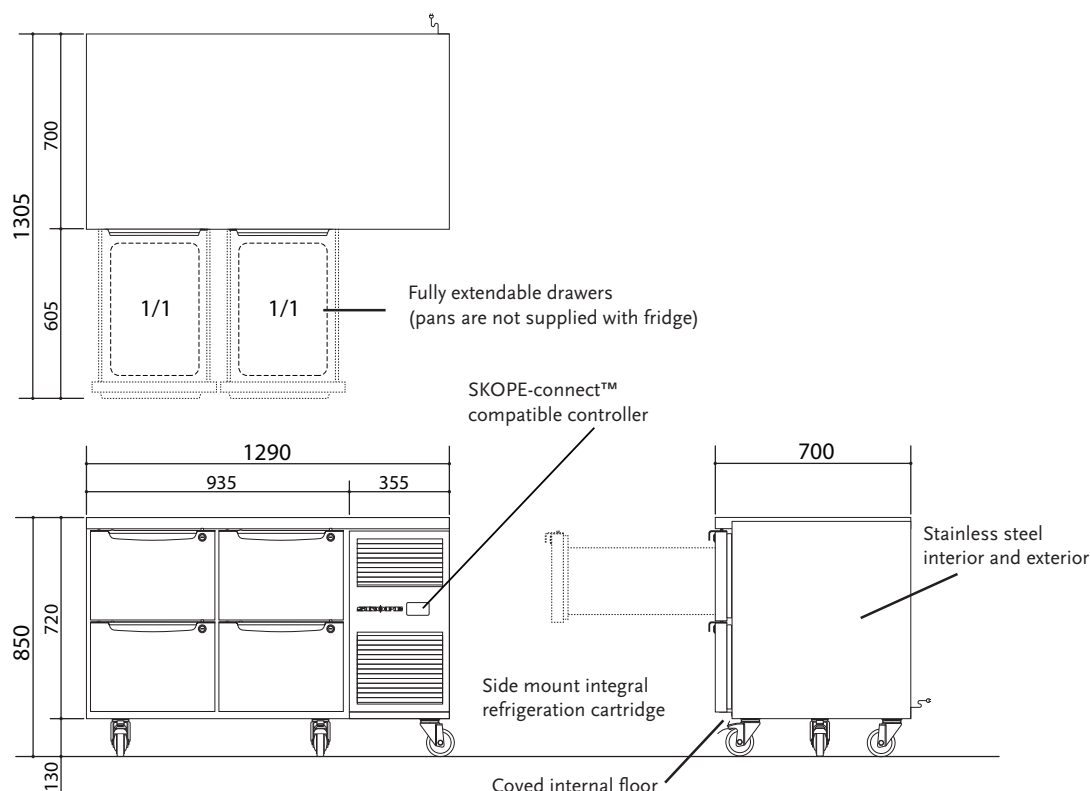 700
1305
605
1/1
1/1
Fully extendable drawers
(pans are not supplied with fridge)
SKOPE-connect™
compatible controller
1290
935
355
700
850
720
130
SKOPE
Stainless steel
interior and exterior
Side mount integral
refrigeration cartridge
Coved internal floor